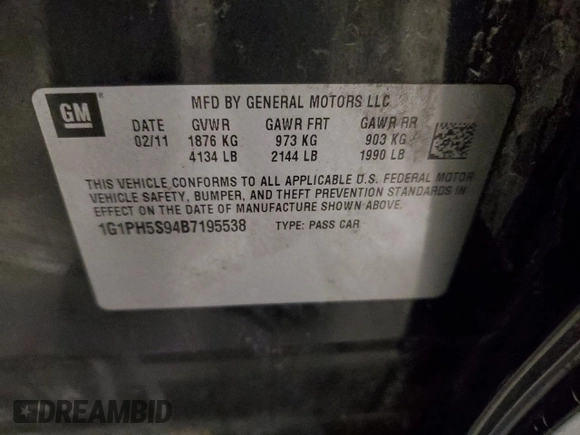 GM
MFD BY GENERAL MOTORS LLC
DATE GVWR GAWR FRT GAWR RR
02/11 1876 KG 973 KG 903 KG
4134 LB 2144 LB 1990 LB
THIS VEHICLE CONFORMS TO ALL APPLICABLE U.S. FEDERAL MOTOR
VEHICLE SAFETY, BUMPER, AND THEFT PREVENTION STANDARDS IN
EFFECT ON THE DATE OF MANUFACTURE SHOWN ABOVE.
1G1PH5S94B7195538 TYPE: PASS CAR
DREAMBID